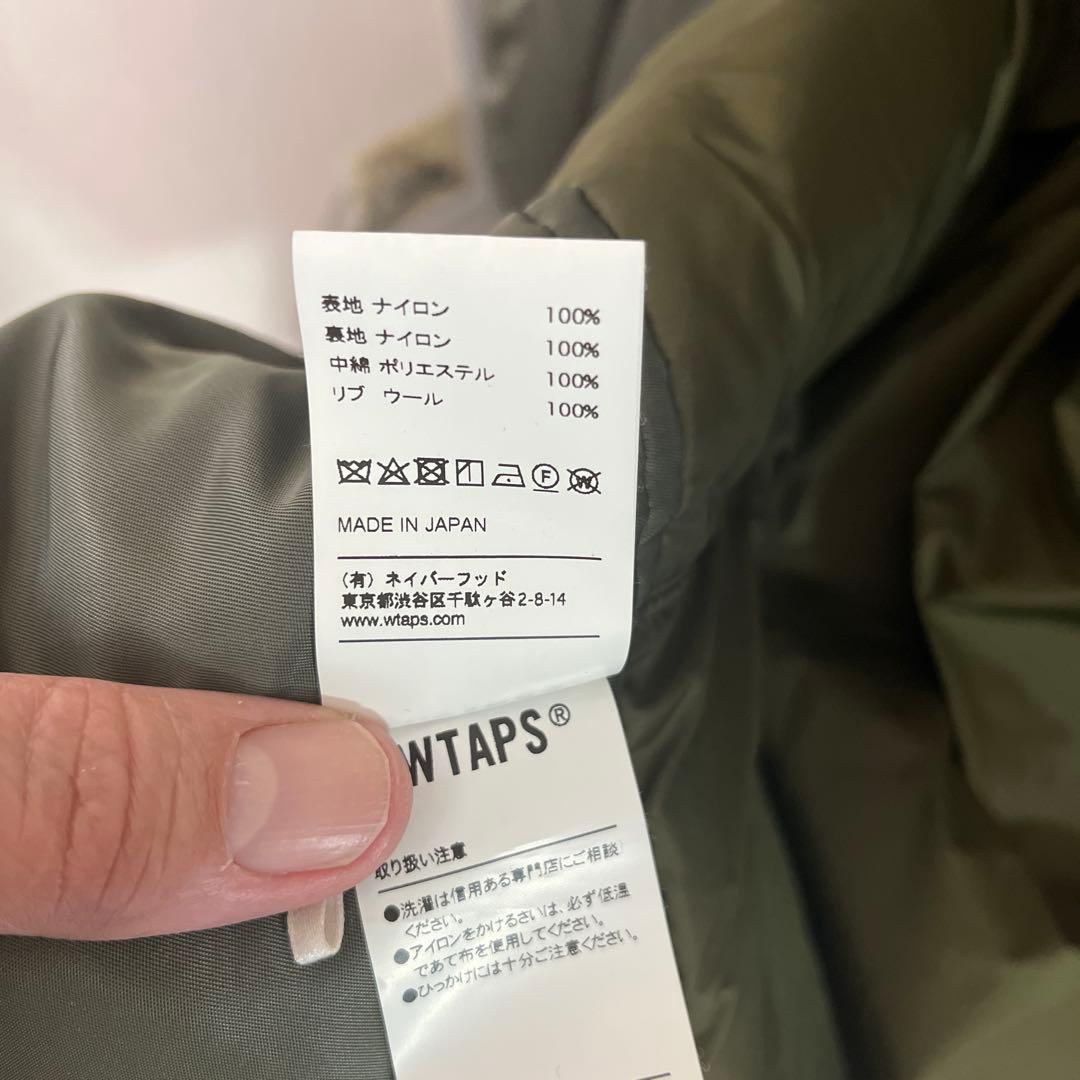 表地 ナイロン 100%
裏地 ナイロン 100%
中綿 ポリエステル 100%
リブ ウール 100%
F W
MADE IN JAPAN
(有) ネイバーフッド
東京都渋谷区千駄ヶ谷2-8-14
www.wtaps.com
WTAPS®
取り扱い注意
●洗濯は信用ある専門店にご相談
ください。
●アイロンをかけるさいは、必ず低温
であて布を使用してください。
●ひっかけには十分ご注意ください。